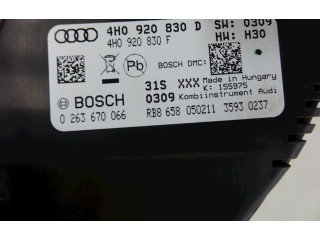 4H0 920 830 D SW: 0309
4H0 920 830 F HW: H30
Pb BOSCH DMC:
31S XXX Made in Hungary
K: 155975
BOSCH 0309 Kombiinstrument Audi
0 263 670 066 RB8 658 050211 3593 0237